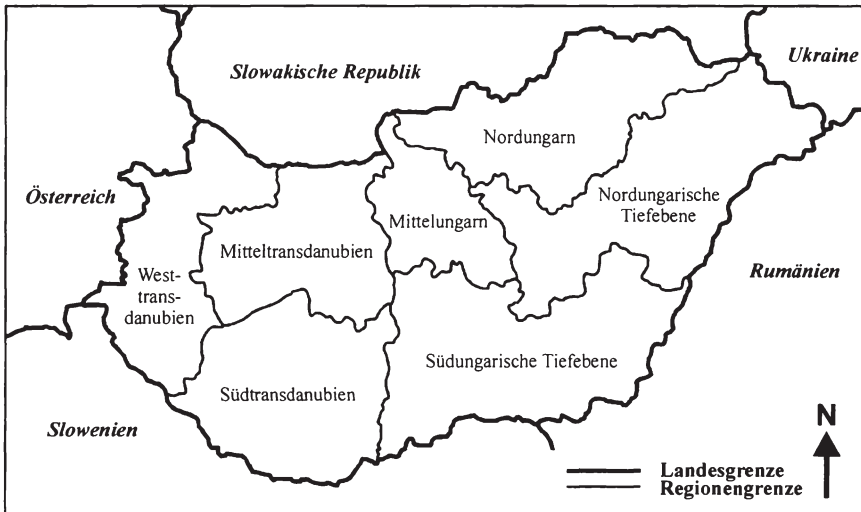 Slowakische Republik
Ukraine
Nordungarn
Österreich
Nordungarische
Tiefebene
Mittelungarn
Mitteltransdanubien
West-
trans-
danubien
Rumänien
Südungarische Tiefebene
Südtransdanubien
Slowenien
N
Landesgrenze
Regionengrenze